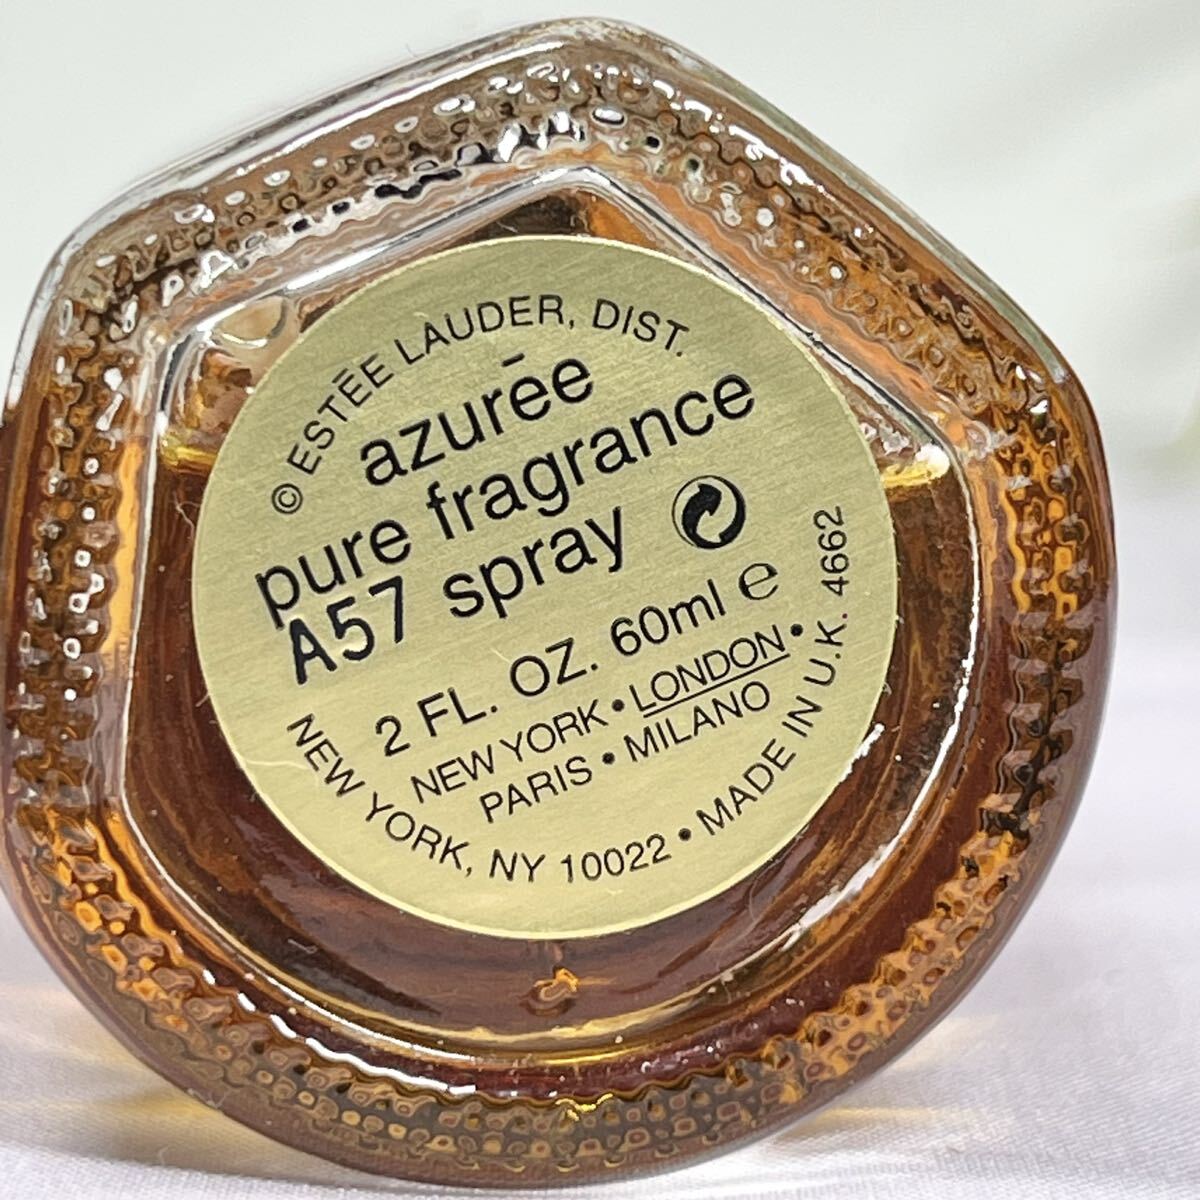 © ESTĒE LAUDER, DIST.
azurēe
pure fragrance
A57 spray
2 FL. OZ. 60ml e
NEW YORK • LONDON •
PARIS • MILANO
NEW YORK, NY 10022 • MADE IN U.K. 4662